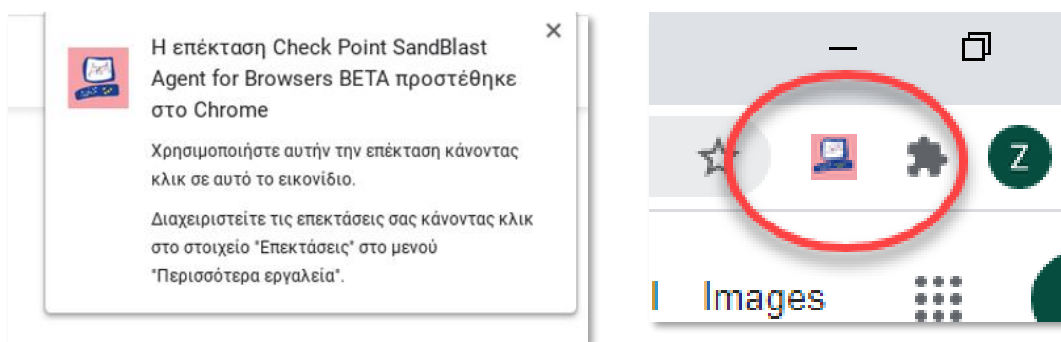 Η επέκταση Check Point SandBlast
Agent for Browsers BETA προστέθηκε
στο Chrome
Χρησιμοποιήστε αυτήν την επέκταση κάνοντας
κλικ σε αυτό το εικονίδιο.
Διαχειριστείτε τις επεκτάσεις σας κάνοντας κλικ
στο στοιχείο "Επεκτάσεις" στο μενού
"Περισσότερα εργαλεία".
Z
Images